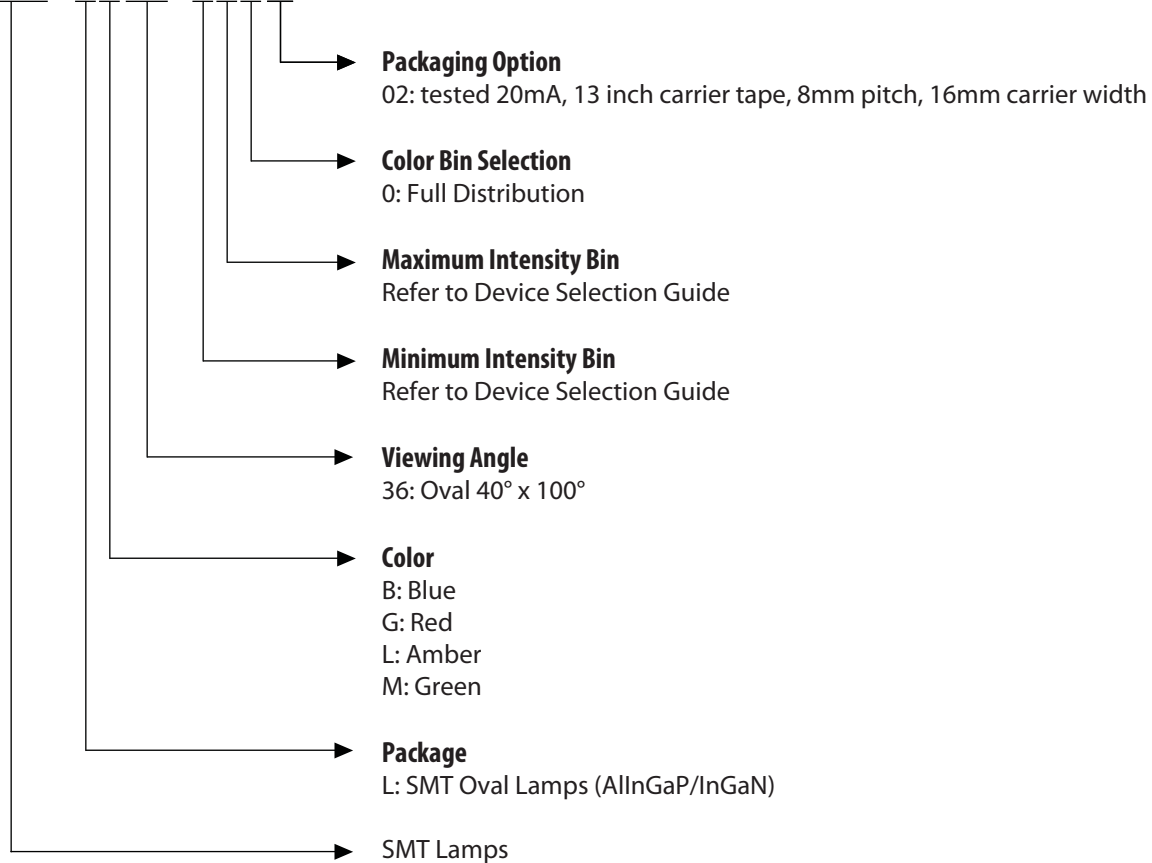 Packaging Option
02: tested 20mA, 13 inch carrier tape, 8mm pitch, 16mm carrier width
Color Bin Selection
0: Full Distribution
Maximum Intensity Bin
Refer to Device Selection Guide
Minimum Intensity Bin
Refer to Device Selection Guide
Viewing Angle
36: Oval 40° x 100°
Color
B: Blue
G: Red
L: Amber
M: Green
Package
L: SMT Oval Lamps (AlInGaP/InGaN)
SMT Lamps